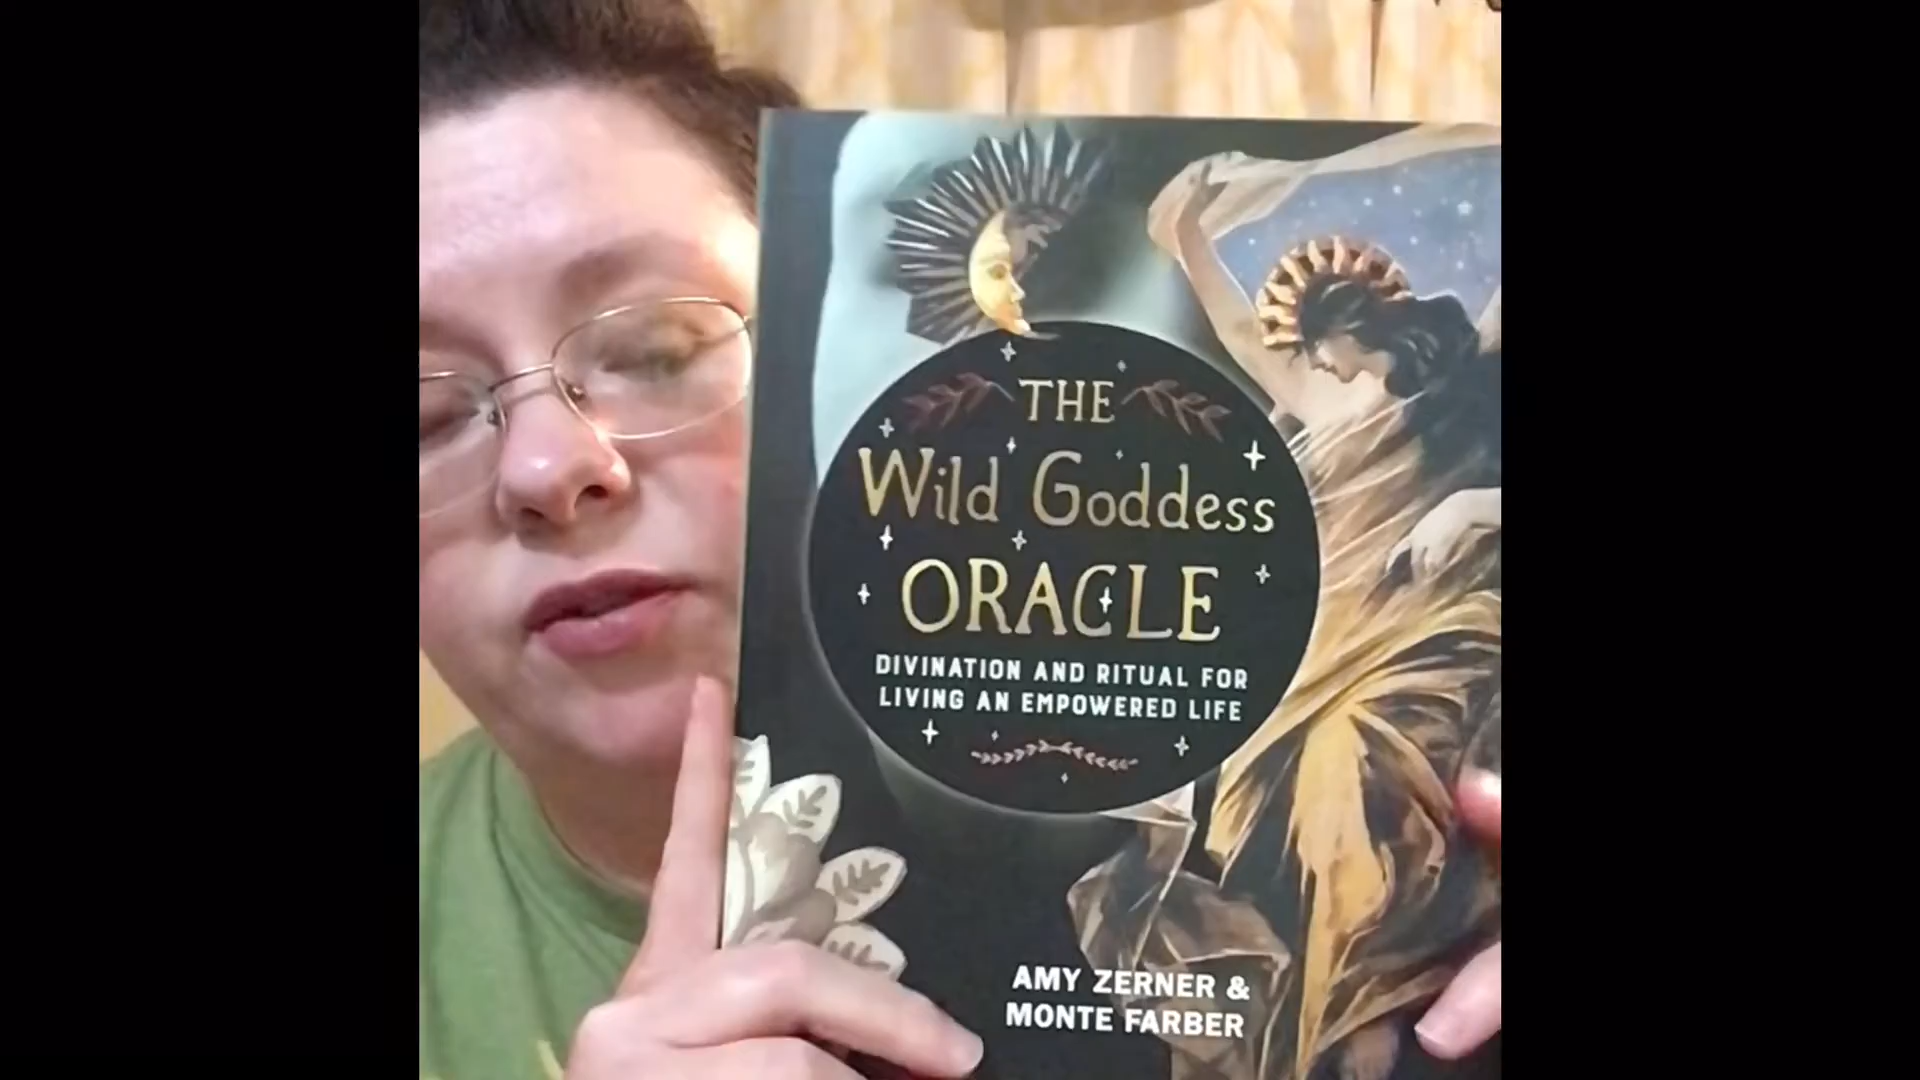 THE
Wild Goddess
ORACLE
DIVINATION AND RITUAL FOR
LIVING AN EMPOWERED LIFE
AMY ZERNER &
MONTE FARBER